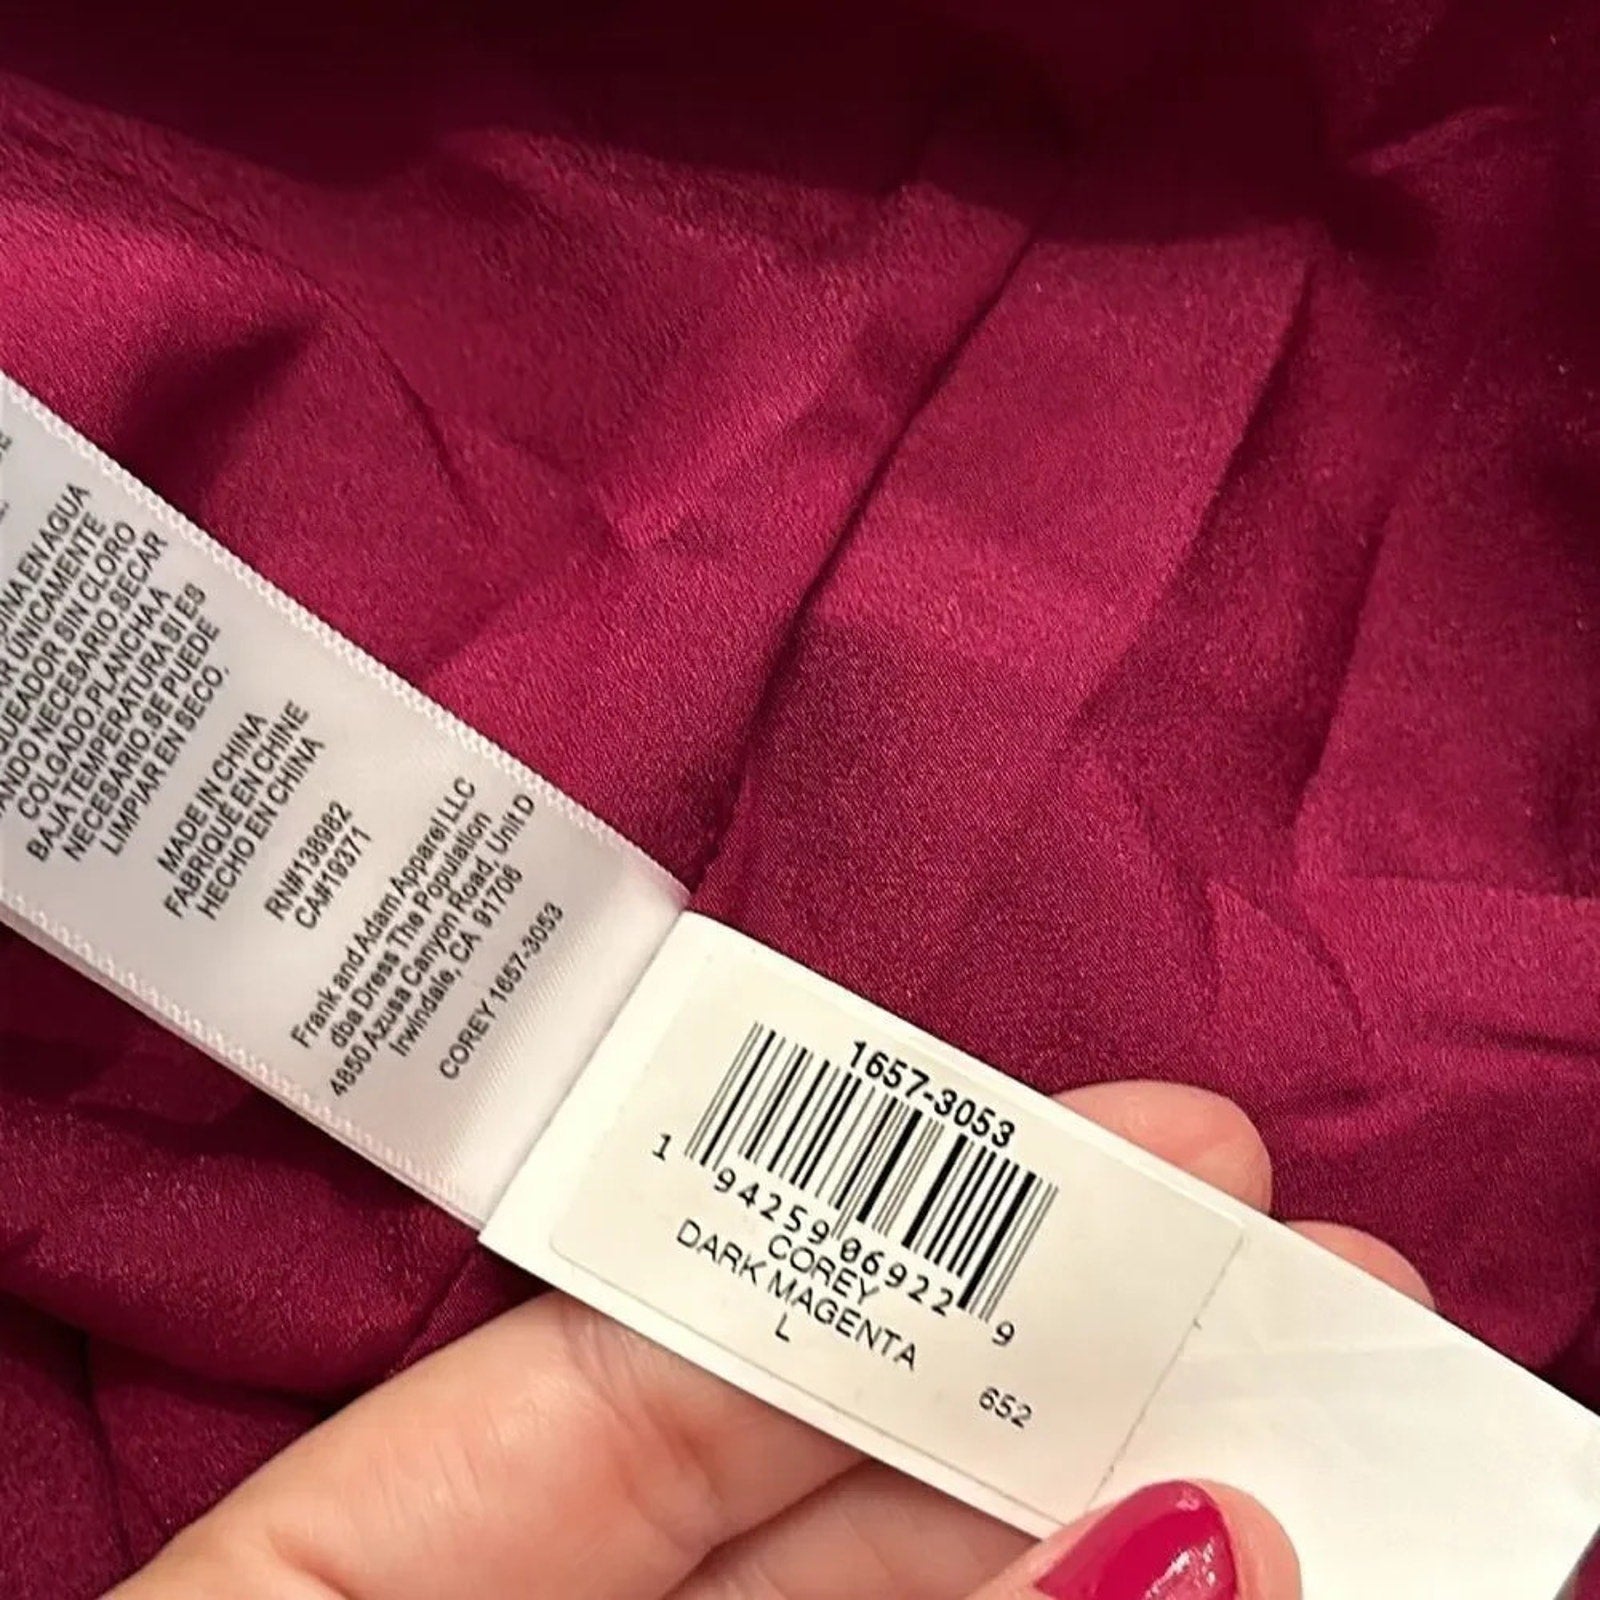 EN AGUA
UNICAMENTE
SIN CLORO
NECESARIO.SECAR
COLGADO.PLANCHA A
BAJA TEMPERATURA SI ES
NECESARIO.SE PUEDE
LIMPIAR EN SECO.
MADE IN CHINA
FABRIQUÉ EN CHINE
HECHO EN CHINA
RN#138982
CA#19371
Frank and Adam Apparel LLC
dba Dress The Population
4850 Azusa Canyon Road, Unit D
Irwindale, CA 91706
COREY 1657-3053
1657-3053
1 94259 06922 9
COREY
DARK MAGENTA
L
652